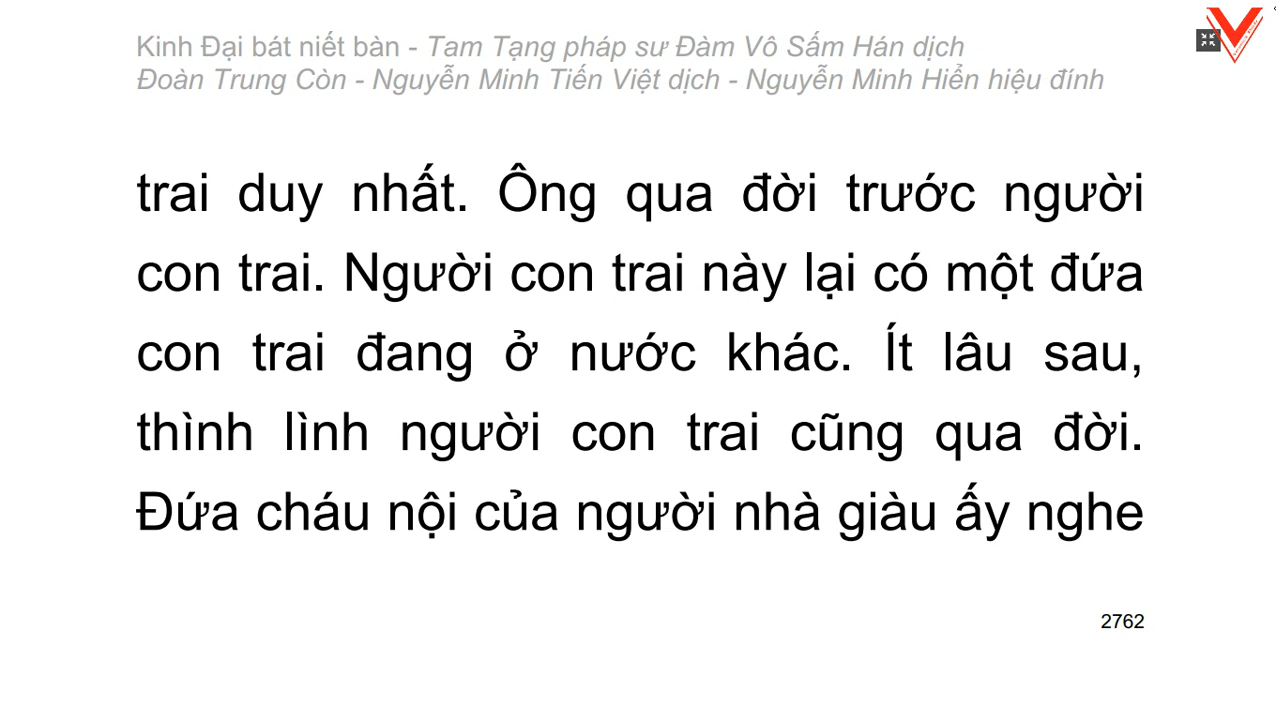 Kinh Đại bát niết bàn - Tam Tạng pháp sư Đàm Vô Sấm Hán dịch
Đoàn Trung Còn - Nguyễn Minh Tiến Việt dịch - Nguyễn Minh Hiển hiệu đính
trai duy nhất. Ông qua đời trước người
con trai. Người con trai này lại có một đứa
con trai đang ở nước khác. Ít lâu sau,
thình lình người con trai cũng qua đời.
Đứa cháu nội của người nhà giàu ấy nghe
2762